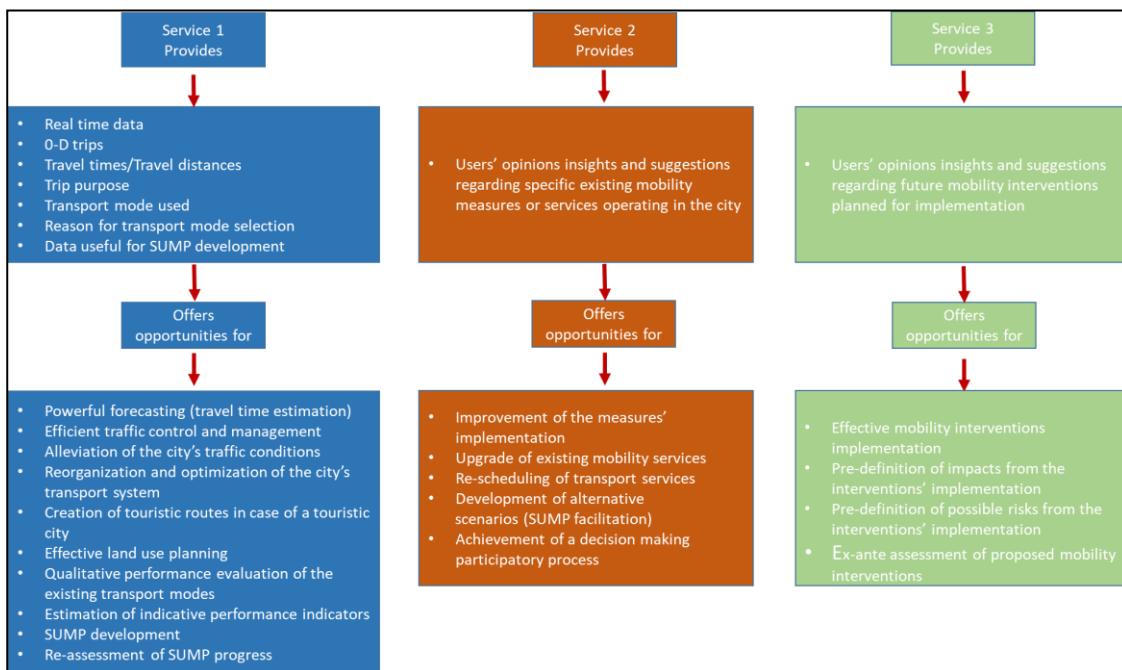 Service 1
Provides
• Real time data
• 0-D trips
• Travel times/Travel distances
• Trip purpose
• Transport mode used
• Reason for transport mode selection
• Data useful for SUMP development
Offers
opportunities for
• Powerful forecasting (travel time estimation)
• Efficient traffic control and management
• Alleviation of the city's traffic conditions
• Reorganization and optimization of the city's
transport system
• Creation of touristic routes in case of a touristic
city
• Effective land use planning
• Qualitative performance evaluation of the
existing transport modes
• Estimation of indicative performance indicators
• SUMP development
• Re-assessment of SUMP progress
Service 2
Provides
• Users' opinions insights and suggestions
regarding specific existing mobility
measures or services operating in the city
Offers
opportunities for
• Improvement of the measures'
implementation
• Upgrade of existing mobility services
• Re-scheduling of transport services
• Development of alternative
scenarios (SUMP facilitation)
• Achievement of a decision making
participatory process
Service 3
Provides
• Users' opinions insights and suggestions
regarding future mobility interventions
planned for implementation
Offers
opportunities for
• Effective mobility interventions
implementation
• Pre-definition of impacts from the
interventions' implementation
• Pre-definition of possible risks from the
interventions' implementation
• Ex-ante assessment of proposed mobility
interventions